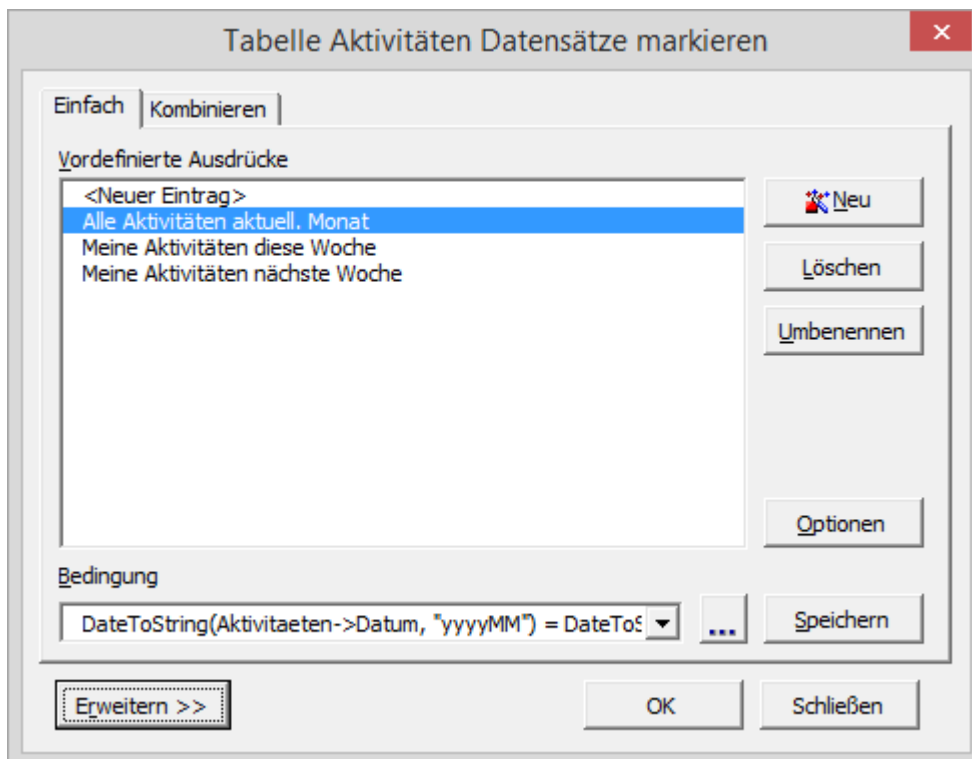 Tabelle Aktivitäten Datensätze markieren
Einfach
Kombinieren
Vordefinierte Ausdrücke
<Neuer Eintrag>
Alle Aktivitäten aktuell. Monat
Meine Aktivitäten diese Woche
Meine Aktivitäten nächste Woche
Neu
Löschen
Umbenennen
Optionen
Bedingung
DateToString(Aktivitaeten->Datum, "yyyyMM") = DateToS
...
Speichern
Erweitern >>
OK
Schließen